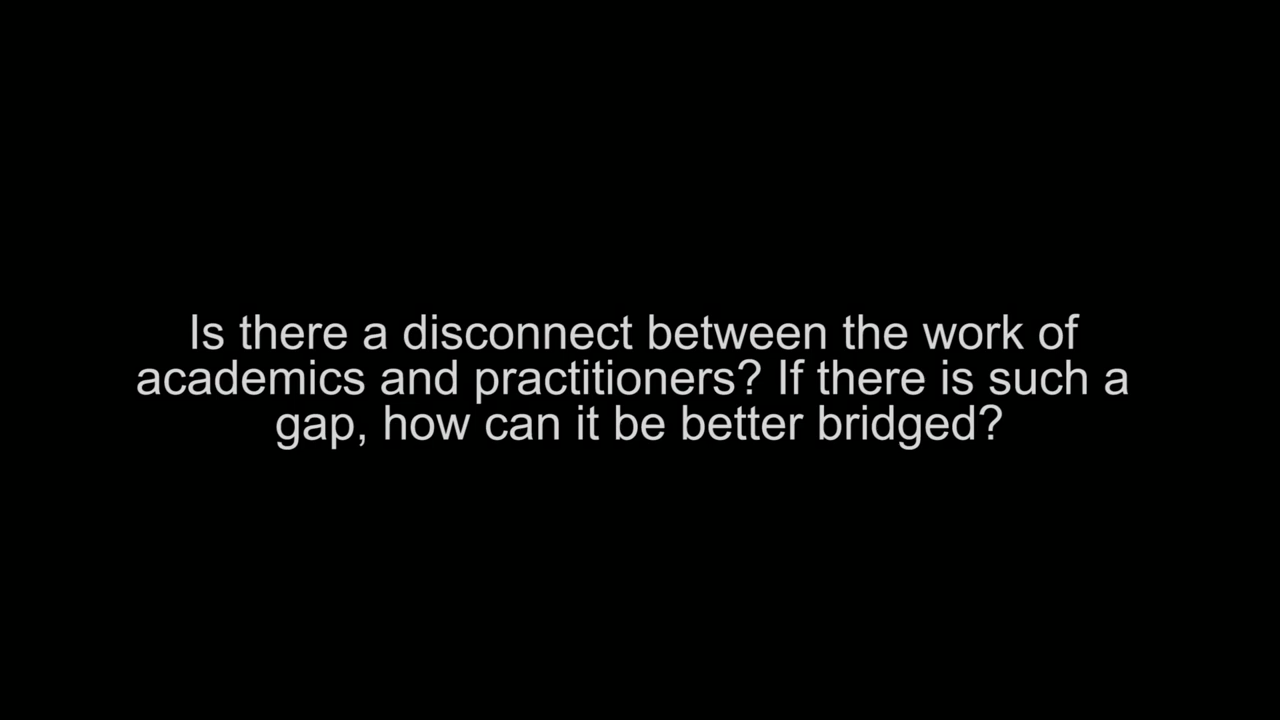 Is there a disconnect between the work of
academics and practitioners? If there is such a
gap, how can it be better bridged?